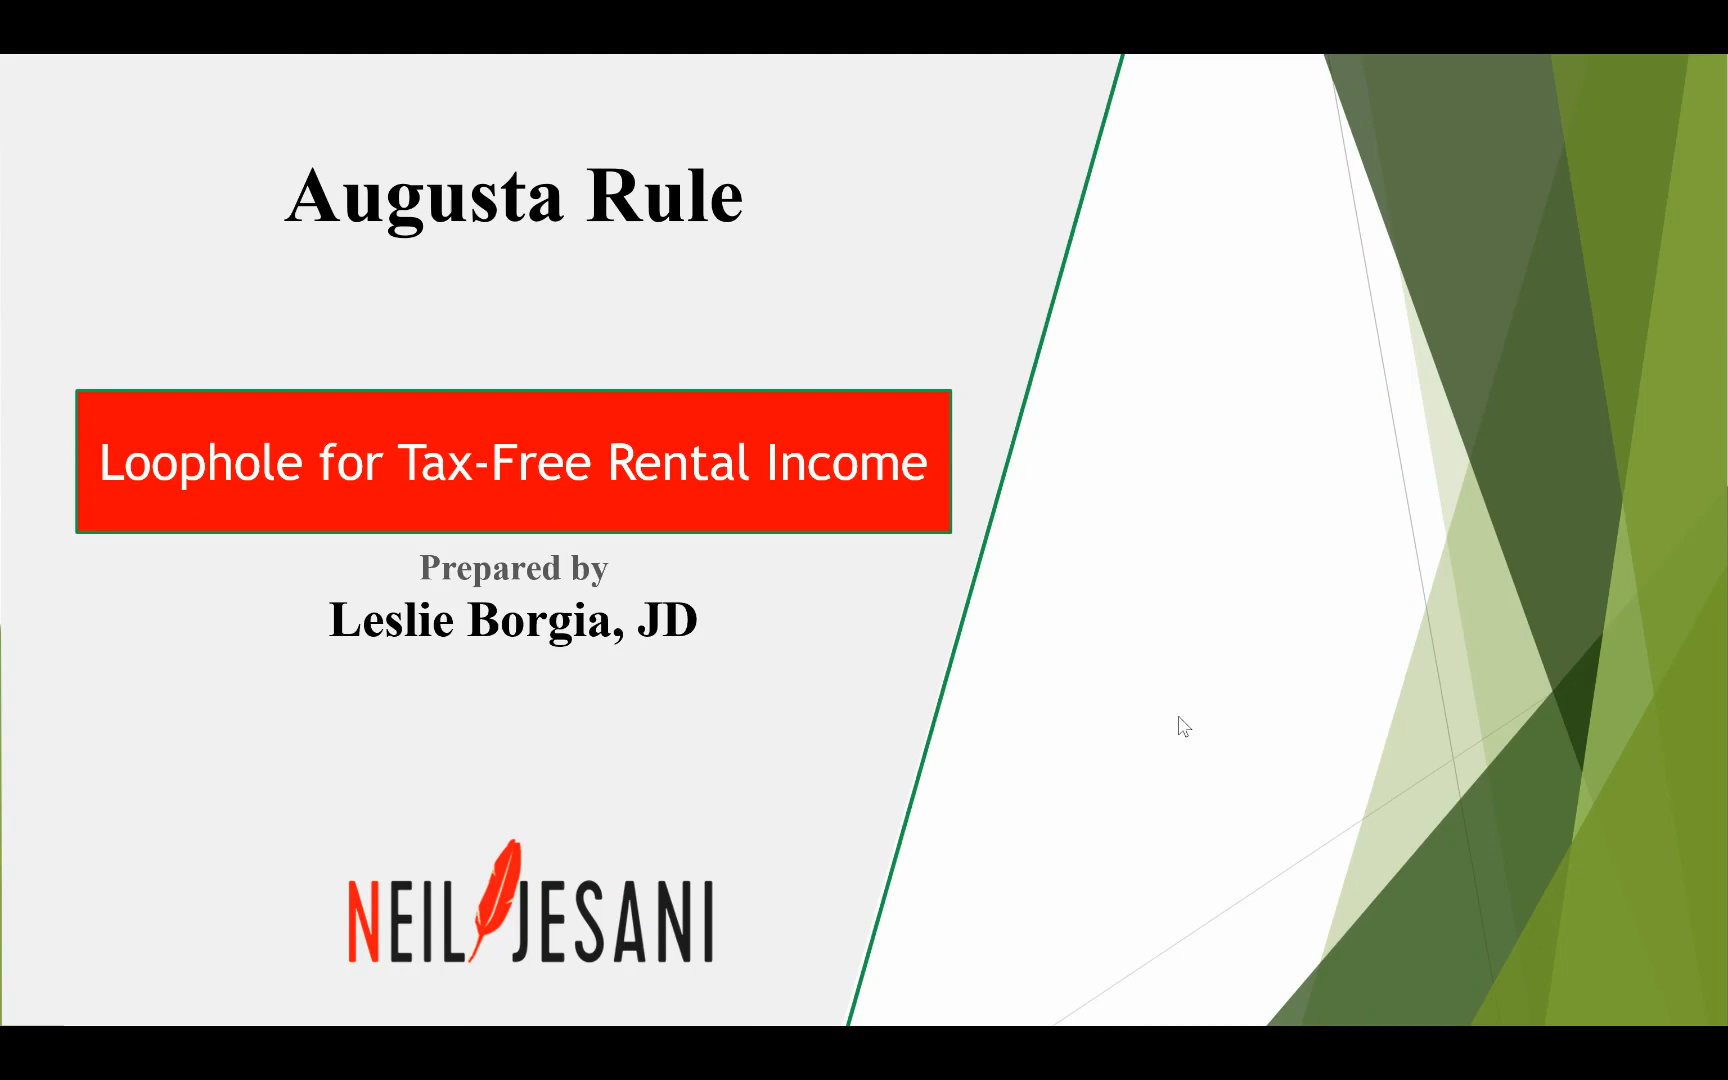 Augusta Rule
Loophole for Tax-Free Rental Income
Prepared by
Leslie Borgia, JD
NEIL JESANI